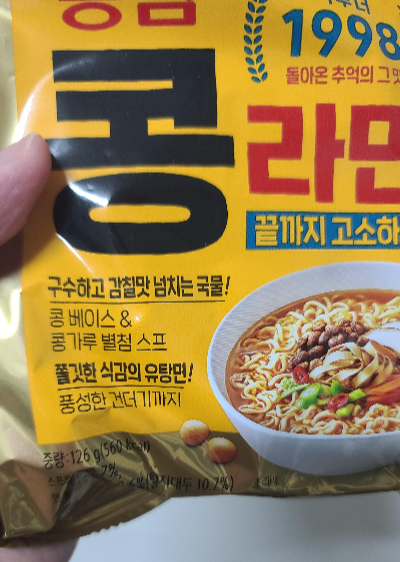 농심
1998
돌아온 추억의 그 맛
콩
라면
끝까지 고소하
구수하고 감칠맛 넘치는 국물!
콩 베이스 &
콩가루 별첨 스프
쫄깃한 식감의 유탕면!
풍성한 건더기까지
중량:126 g(560 kcal)